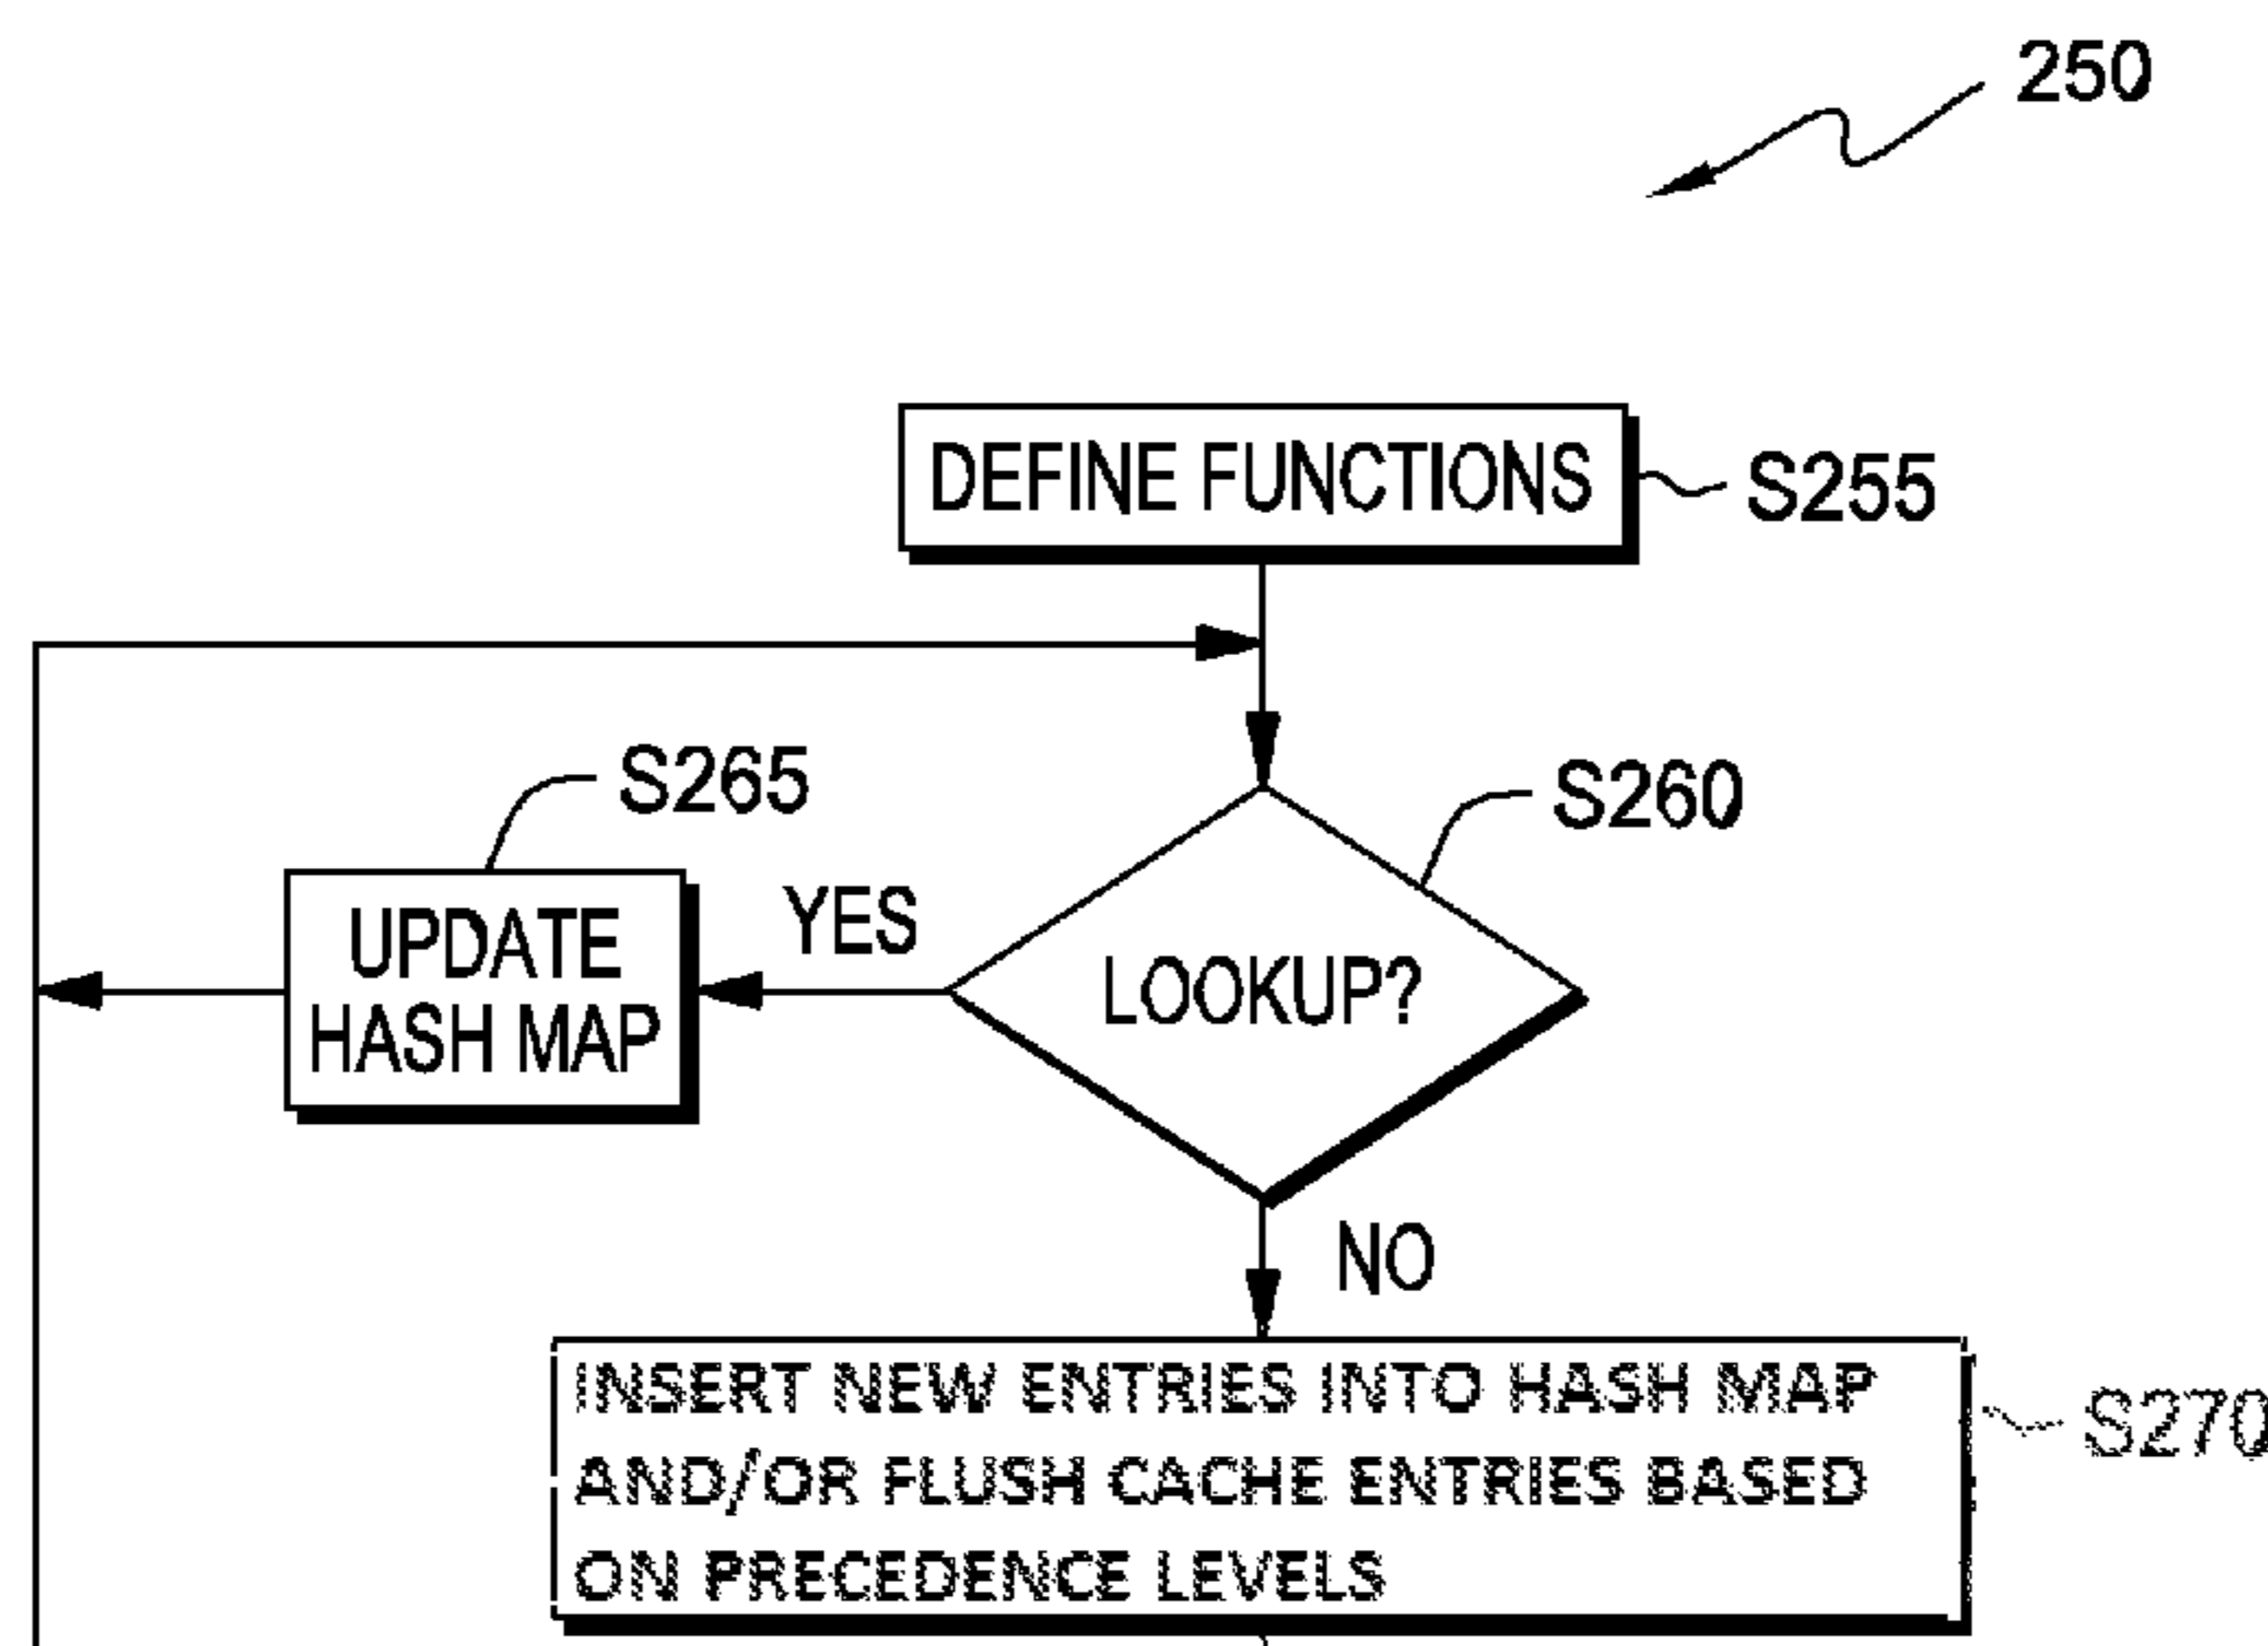 250
DEFINE FUNCTIONS
S255
S265
S260
UPDATE
HASH MAP
YES
LOOKUP?
NO
INSERT NEW ENTRIES INTO HASH MAP
AND/OR FLUSH CACHE ENTRIES BASED
ON PRECEDENCE LEVELS
S270